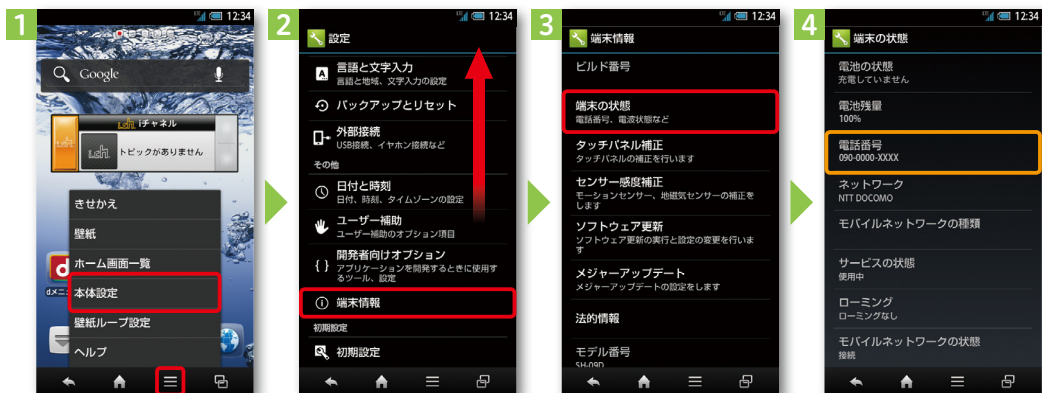 1
12:34
Google
iチャネル
トピックがありません
きせかえ
壁紙
ホーム画面一覧
本体設定
壁紙ループ設定
ヘルプ
2
12:34
設定
A
言語と文字入力
言語と地域、文字入力の設定
バックアップとリセット
外部接続
USB接続、イヤホン接続など
その他
日付と時刻
日付、時刻、タイムゾーンの設定
ユーザー補助
ユーザー補助のオプション項目
{ } 開発者向けオプション
アプリケーションを開発するときに使用す
るツール、設定
端末情報
初期設定
初期設定
3
12:34
端末情報
ビルド番号
端末の状態
電話番号、電波状態など
タッチパネル補正
タッチパネルの補正を行います
センサー感度補正
モーションセンサー、地磁気センサーの補正を
します
ソフトウェア更新
ソフトウェア更新の実行と設定の変更を行いま
す
メジャーアップデート
メジャーアップデートの設定をします
法的情報
モデル番号
SH-09D
4
12:34
端末の状態
電池の状態
充電していません
電池残量
100%
電話番号
090-0000-XXXX
ネットワーク
NTT DOCOMO
モバイルネットワークの種類
サービスの状態
使用中
ローミング
ローミングなし
モバイルネットワークの状態
接続